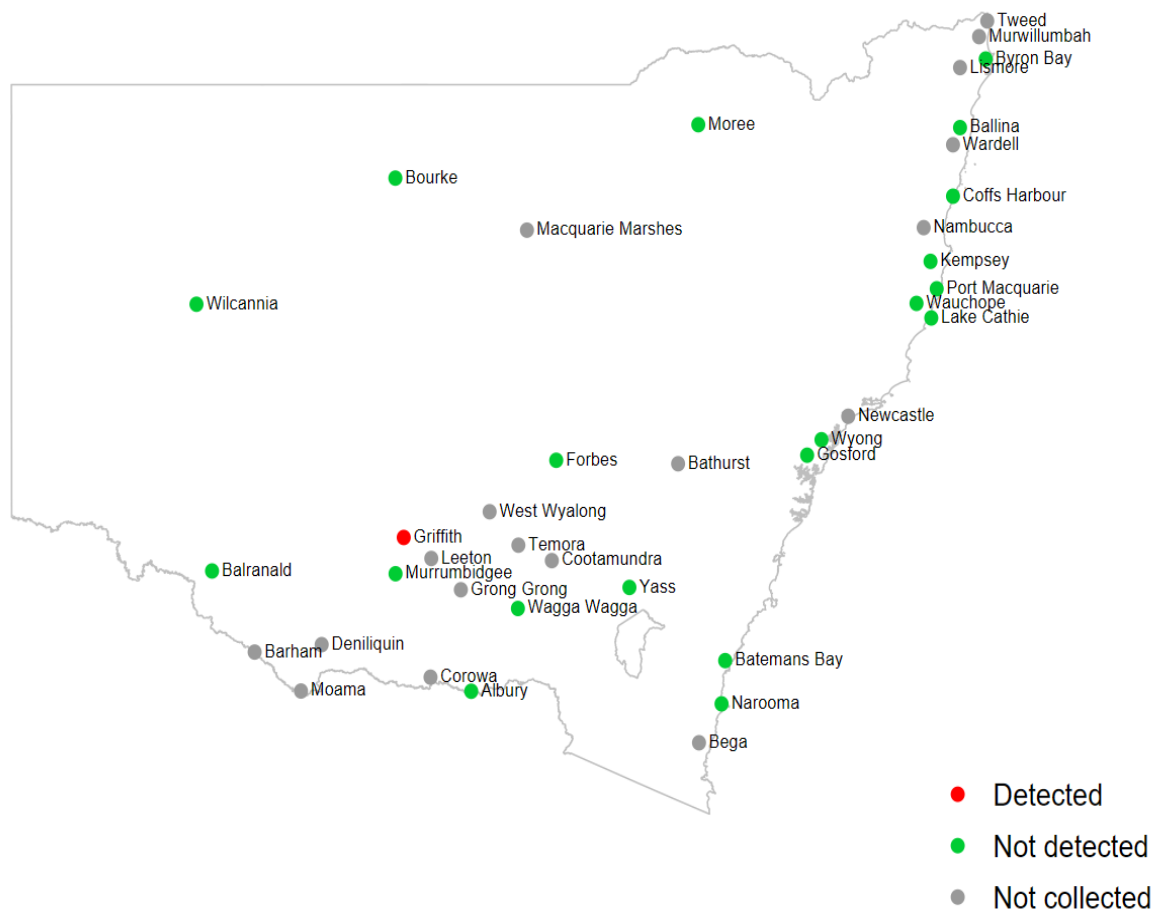 Tweed
Murwillumbah
Byron Bay
Lismore
Moree
Ballina
Wardell
Bourke
Coffs Harbour
Macquarie Marshes
Nambucca
Kempsey
Port Macquarie
Wilcannia
Wauchope
Lake Cathie
Newcastle
Wyong
Gosford
Forbes
Bathurst
West Wyalong
Griffith
Temora
Leeton
Cootamundra
Balranald
Murrumbidgee
Grong Grong
Yass
Wagga Wagga
Deniliquin
Barham
Batemans Bay
Corowa
Moama
Albury
Narooma
Bega
Detected
Not detected
Not collected